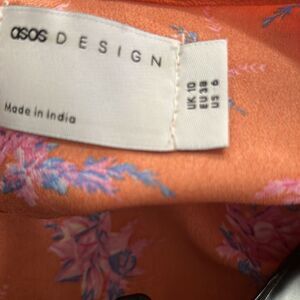 asos DESIGN
Made in India
UK 10
EU 38
US 6